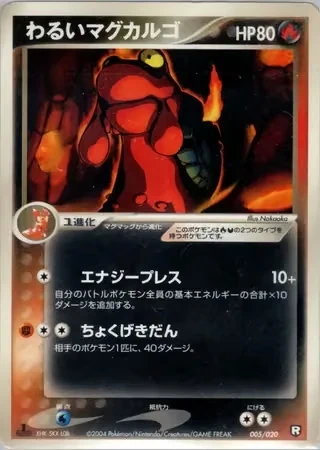 わるいマグカルゴ HP80
Illus. Nakaoka
1進化 マグマッグから進化
このポケモンは の2つのタイプを
持つポケモンです。
エナジープレス 10+
自分のバトルポケモン全員の基本エネルギーの合計×10
ダメージを追加する。
ちょくげきだん
相手のポケモン1匹に、40ダメージ。
弱点 抵抗力 にげる
©2004 Pokémon/Nintendo/Creatures/GAME FREAK
005/020 R